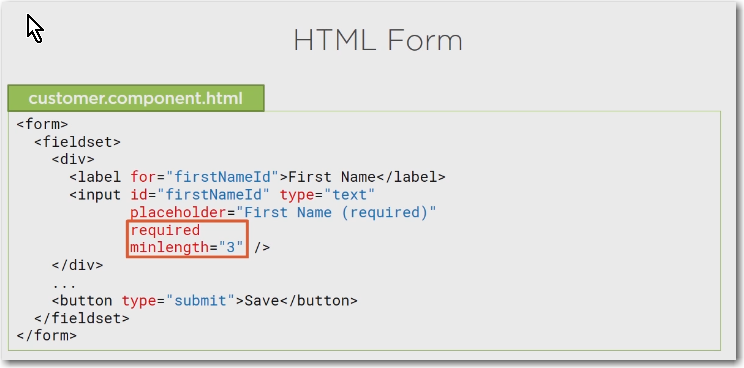 HTML Form
customer.component.html
<form>
  <fieldset>
    <div>
      <label for="firstNameId">First Name</label>
      <input id="firstNameId" type="text"
             placeholder="First Name (required)"
             required
             minlength="3" />
    </div>
    ...
    <button type="submit">Save</button>
  </fieldset>
</form>